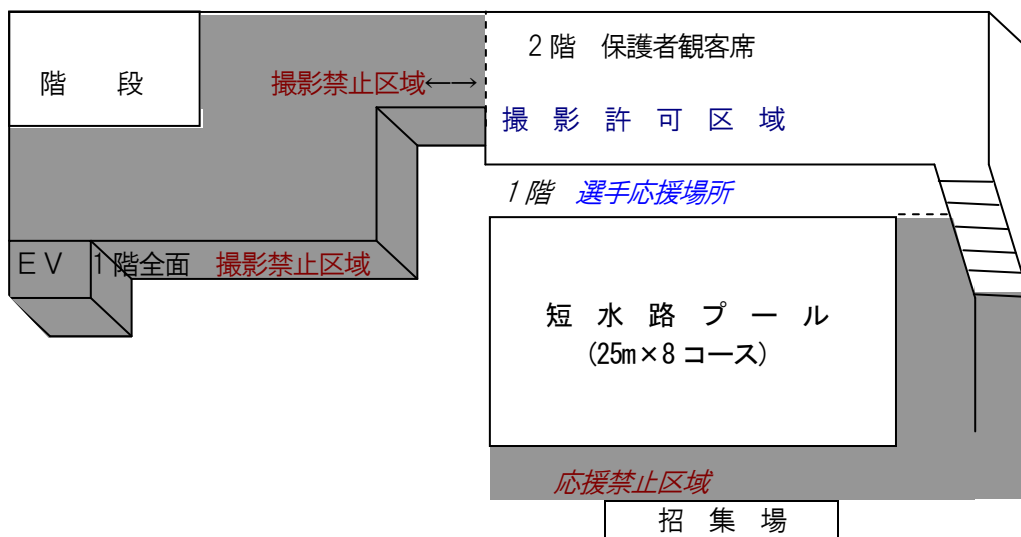 2階 保護者観客席
階 段
撮影禁止区域←→
撮 影 許 可 区 域
1階 選手応援場所
EV 1階全面 撮影禁止区域
短 水 路 プ ー ル
(25m×8コース)
応援禁止区域
招 集 場